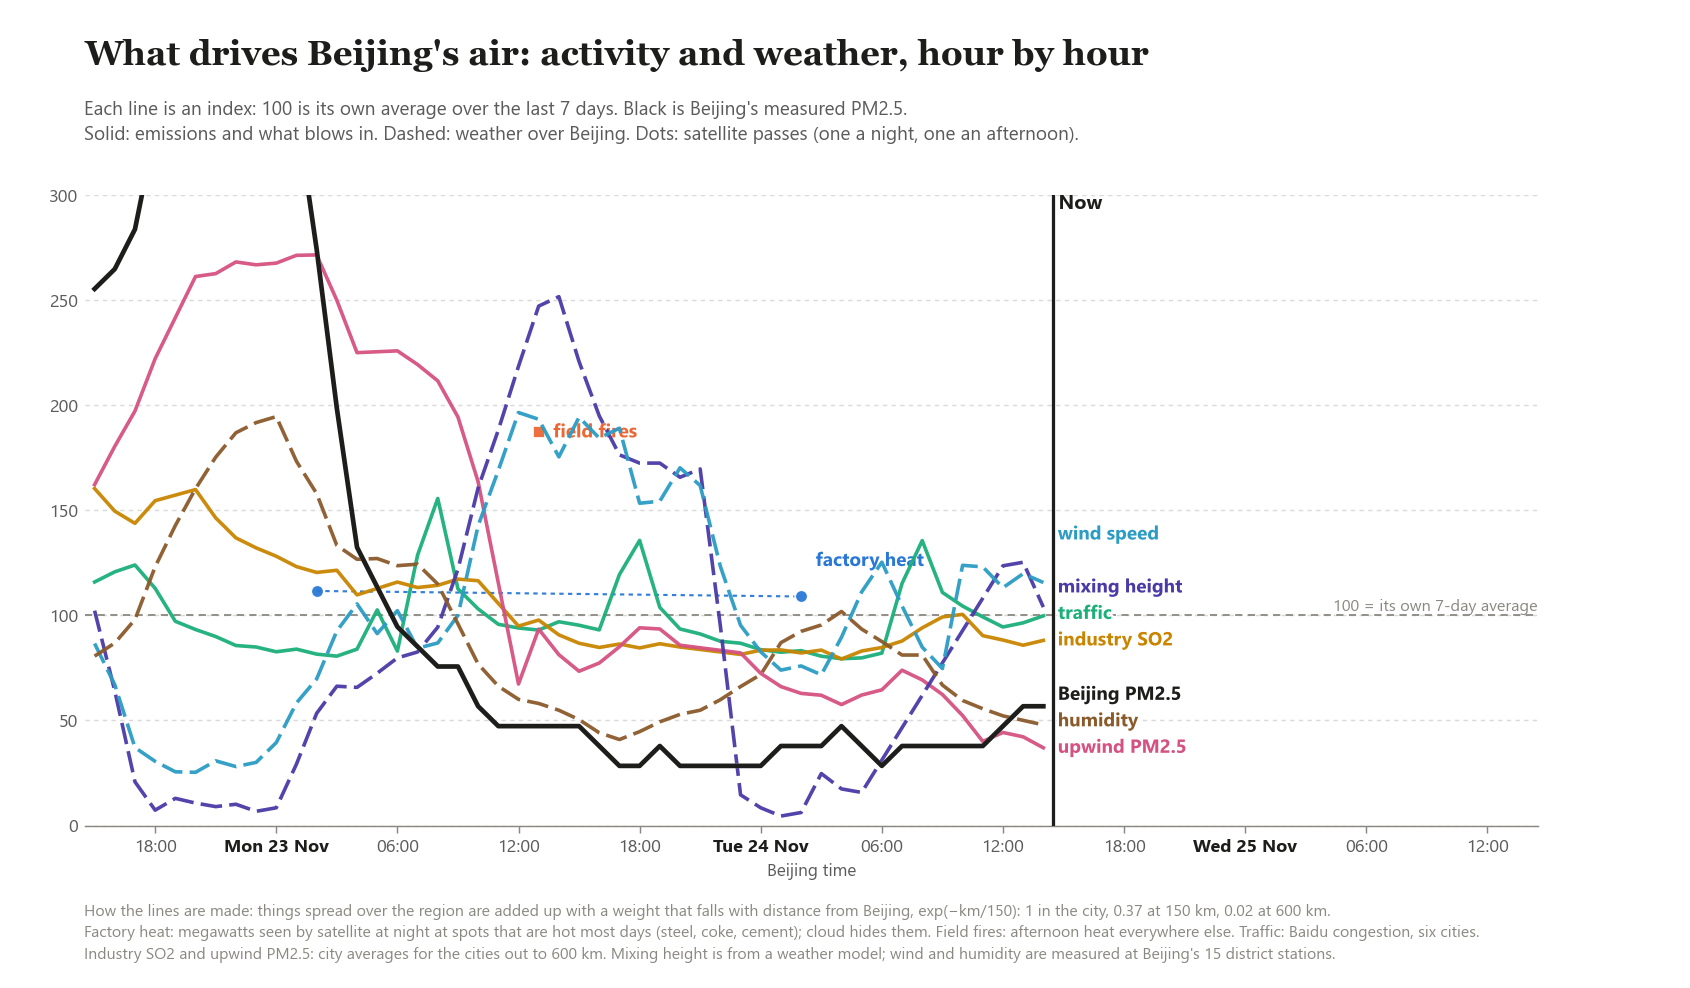 What drives Beijing's air: activity and weather, hour by hour
Each line is an index: 100 is its own average over the last 7 days. Black is Beijing's measured PM2.5.
Solid: emissions and what blows in. Dashed: weather over Beijing. Dots: satellite passes (one a night, one an afternoon).
300
250
200
150
100
50
0
Now
field fires
factory heat
wind speed
mixing height
100 = its own 7-day average
traffic
industry SO2
Beijing PM2.5
humidity
upwind PM2.5
18:00 Mon 23 Nov 06:00 12:00 18:00 Tue 24 Nov 06:00 12:00 18:00 Wed 25 Nov 06:00 12:00
Beijing time
How the lines are made: things spread over the region are added up with a weight that falls with distance from Beijing, exp(−km/150): 1 in the city, 0.37 at 150 km, 0.02 at 600 km.
Factory heat: megawatts seen by satellite at night at spots that are hot most days (steel, coke, cement); cloud hides them. Field fires: afternoon heat everywhere else. Traffic: Baidu congestion, six cities.
Industry SO2 and upwind PM2.5: city averages for the cities out to 600 km. Mixing height is from a weather model; wind and humidity are measured at Beijing's 15 district stations.